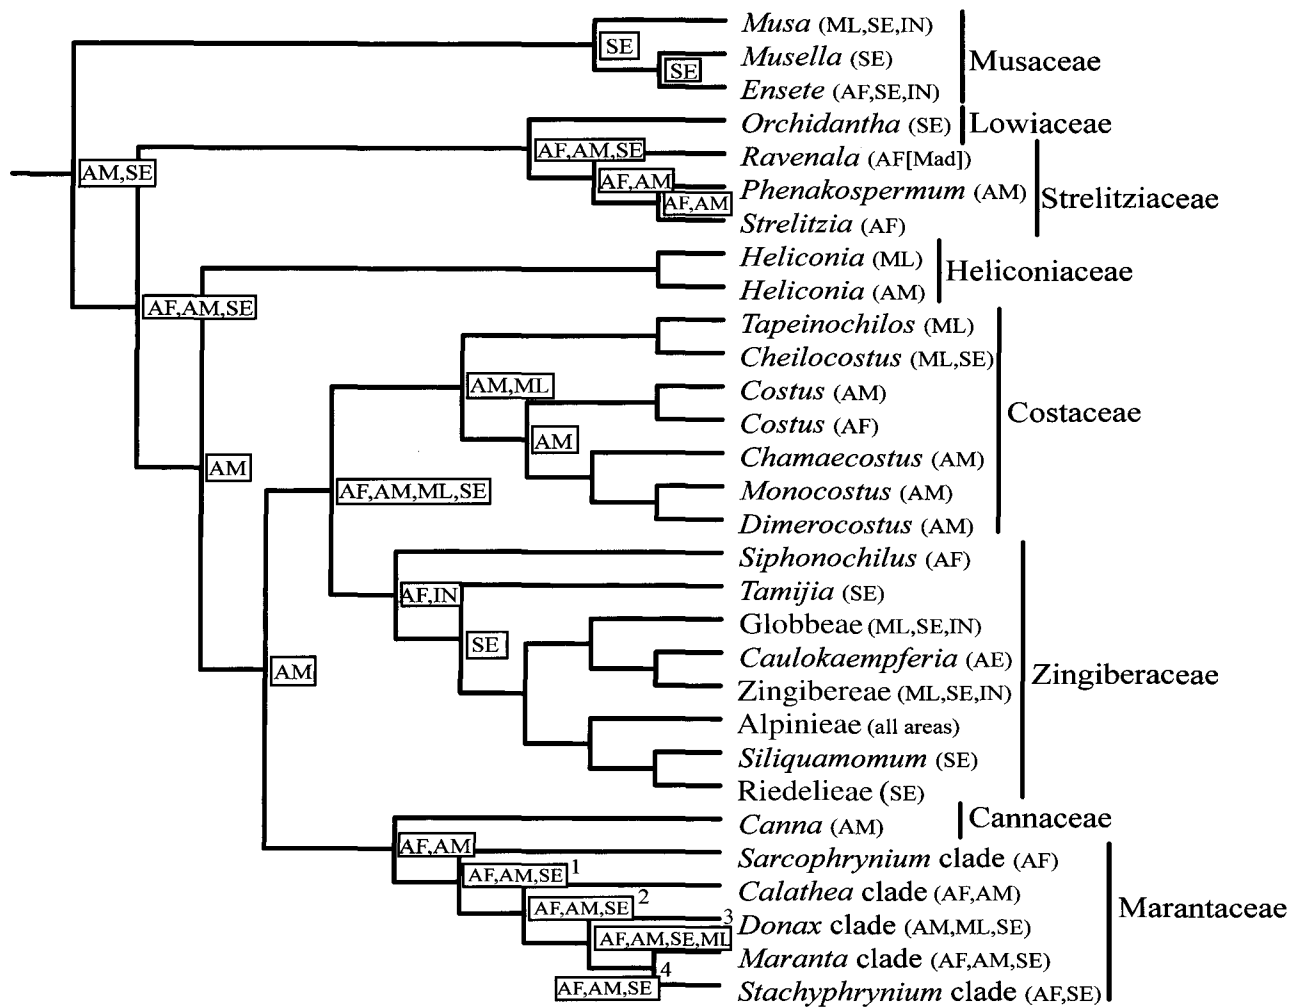 Musa (ML,SE,IN)
SE
Musella (SE)
Musaceae
SE
Ensete (AF,SE,IN)
Orchidantha (SE)
Lowiaceae
AF,AM,SE
Ravenala (AF[Mad])
AM,SE
AF,AM
Phenakospermum (AM)
Strelitziaceae
AF,AM
Strelitzia (AF)
Heliconia (ML)
Heliconiaceae
Heliconia (AM)
AF,AM,SE
Tapeinochilos (ML)
Cheilocostus (ML,SE)
AM,ML
Costus (AM)
Costaceae
Costus (AF)
AM
Chamaecostus (AM)
AM
AF,AM,ML,SE
Monocostus (AM)
Dimerocostus (AM)
Siphonochilus (AF)
AF,IN
Tamijia (SE)
Globbeae (ML,SE,IN)
SE
Caulokaempferia (AE)
AM
Zingiberaceae
Zingibereae (ML,SE,IN)
Alpinieae (all areas)
Siliquamomum (SE)
Riedelieae (SE)
Canna (AM)
Cannaceae
AF,AM
Sarcophrynium clade (AF)
AF,AM,SE 1
Calathea clade (AF,AM)
AF,AM,SE 2
Marantaceae
3
Donax clade (AM,ML,SE)
AF,AM,SE,ML
Maranta clade (AF,AM,SE)
4
AF,AM,SE
Stachyphrynium clade (AF,SE)